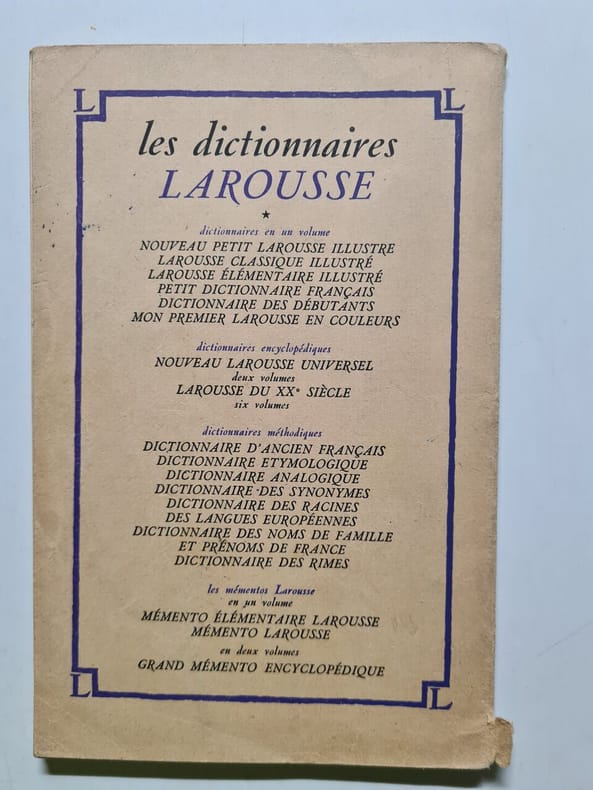 L L
les dictionnaires
LAROUSSE
★
dictionnaires en un volume
NOUVEAU PETIT LAROUSSE ILLUSTRE
LAROUSSE CLASSIQUE ILLUSTRÉ
LAROUSSE ÉLÉMENTAIRE ILLUSTRÉ
PETIT DICTIONNAIRE FRANÇAIS
DICTIONNAIRE DES DÉBUTANTS
MON PREMIER LAROUSSE EN COULEURS
dictionnaires encyclopédiques
NOUVEAU LAROUSSE UNIVERSEL
deux volumes
LAROUSSE DU XXe SIÈCLE
six volumes
dictionnaires méthodiques
DICTIONNAIRE D'ANCIEN FRANÇAIS
DICTIONNAIRE ETYMOLOGIQUE
DICTIONNAIRE ANALOGIQUE
DICTIONNAIRE DES SYNONYMES
DICTIONNAIRE DES RACINES
DES LANGUES EUROPÉENNES
DICTIONNAIRE DES NOMS DE FAMILLE
ET PRÉNOMS DE FRANCE
DICTIONNAIRE DES RIMES
les mémentos Larousse
en un volume
MÉMENTO ÉLÉMENTAIRE LAROUSSE
MÉMENTO LAROUSSE
en deux volumes
GRAND MÉMENTO ENCYCLOPÉDIQUE
L L